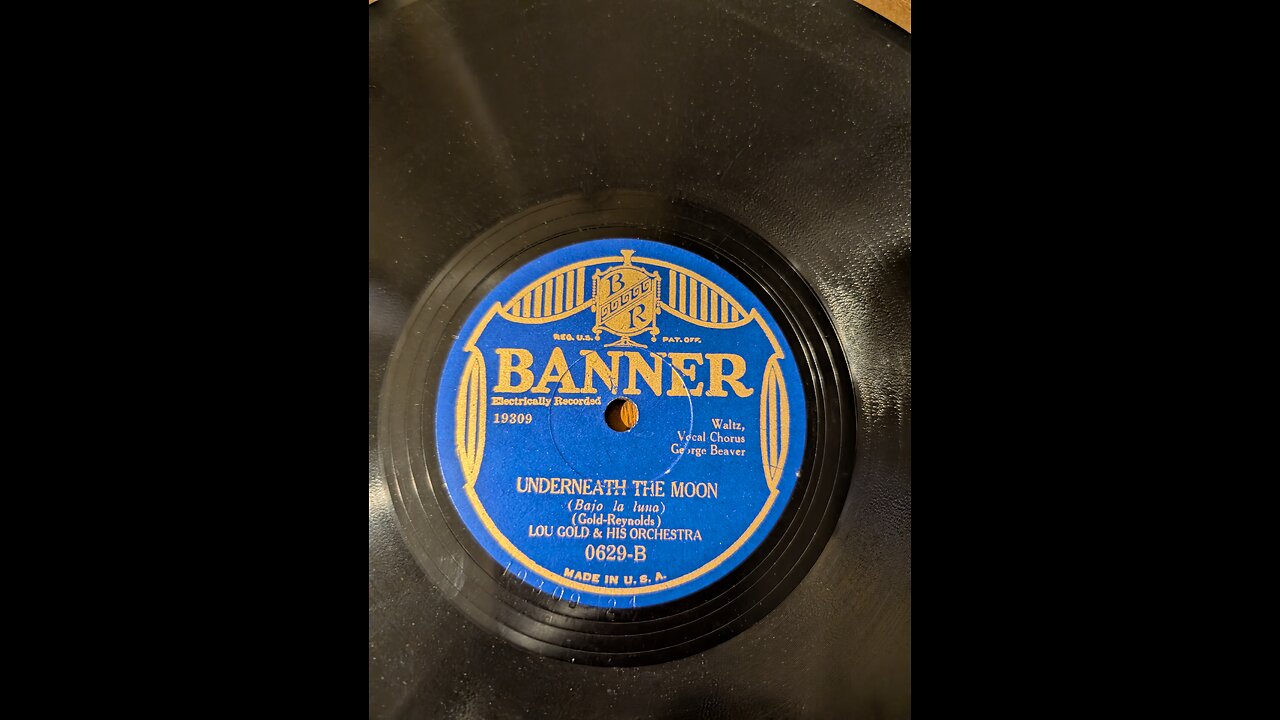 B
R
REG. U.S. PAT. OFF.
BANNER
Electrically Recorded
19309
Waltz,
Vocal Chorus
George Beaver
UNDERNEATH THE MOON
(Bajo la luna)
(Gold-Reynolds)
LOU GOLD & HIS ORCHESTRA
0629-B
MADE IN U. S. A.